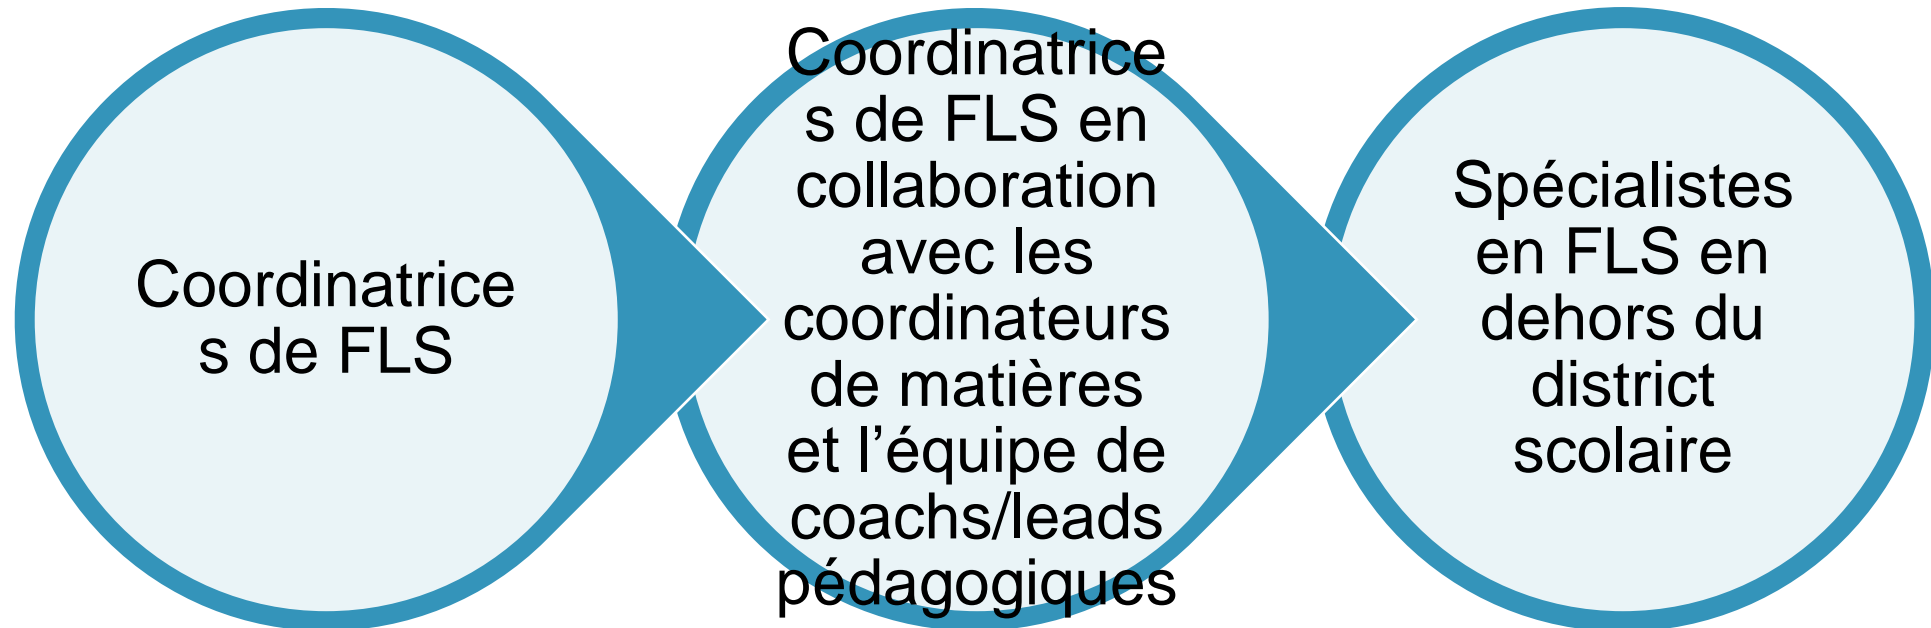 Coordinatrice
s de FLS
Coordinatrice
s de FLS en
collaboration
avec les
coordinateurs
de matières
et l’équipe de
coachs/leads
pédagogiques
Spécialistes
en FLS en
dehors du
district
scolaire